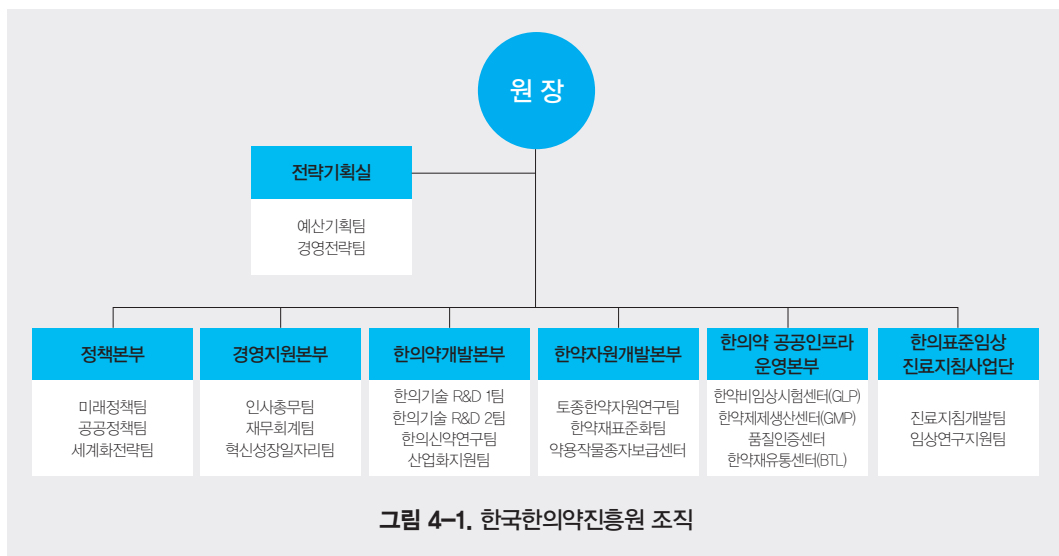 원장
전략기획실
예산기획팀
경영전략팀
정책본부
미래정책팀
공공정책팀
세계화전략팀
경영지원본부
인사총무팀
재무회계팀
혁신성장일자리팀
한의약개발본부
한의기술 R&D 1팀
한의기술 R&D 2팀
한의신약연구팀
산업화지원팀
한약자원개발본부
토종한약자원연구팀
한약재표준화팀
약용작물종자보급센터
한의약 공공인프라
운영본부
한약비임상시험센터(GLP)
한약제제생산센터(GMP)
품질인증센터
한약재유통센터(BTL)
한의표준임상
진료지침사업단
진료지침개발팀
임상연구지원팀
그림 4-1. 한국한의약진흥원 조직